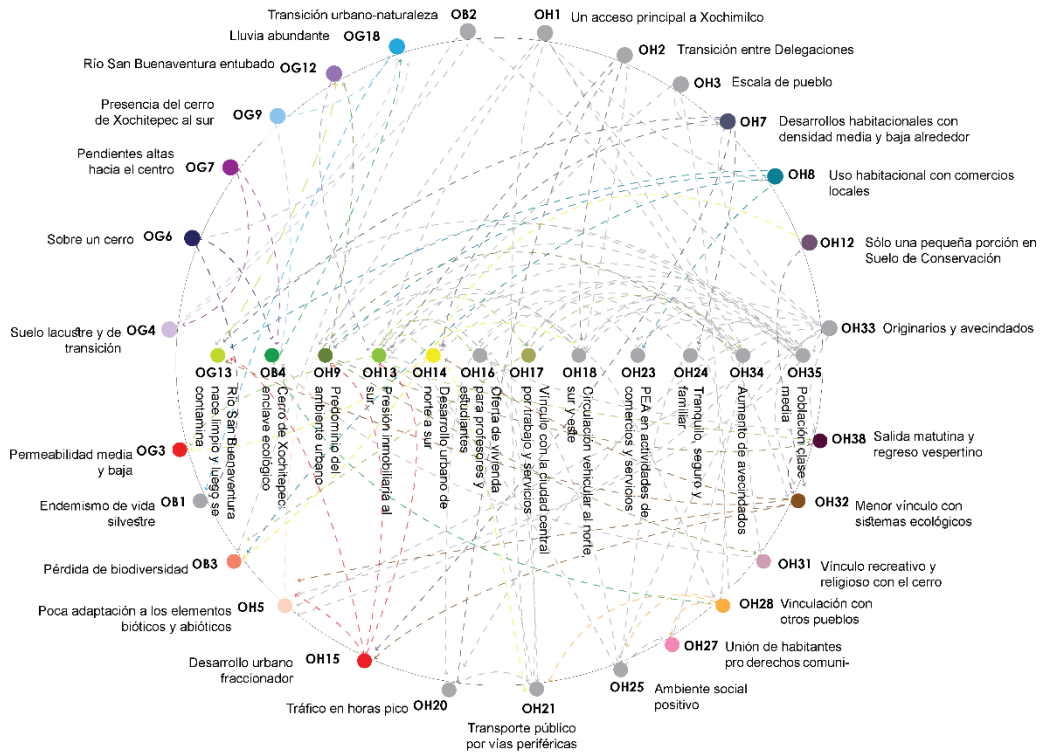 Transición urbano-naturaleza
OB2
OH1
Un acceso principal a Xochimilco
Lluvia abundante
OG18
OH2
Transición entre Delegaciones
Río San Buenaventura entubado
OG12
OH3
Escala de pueblo
Presencia del cerro
de Xochitepec al sur
OG9
OH7
Desarrollos habitacionales con
densidad media y baja alrededor
Pendientes altas
hacia el centro
OG7
OH8
Uso habitacional con comercios
locales
Sobre un cerro
OG6
OH12
Sólo una pequeña porción en
Suelo de Conservación
Suelo lacustre y de
transición
OG4
OH33
Originarios y avecindados
OG13
Río San Buenaventura
nace limpio y luego se
contamina
OB4
Cerro de Xochitepec:
enclave ecológico
OH9
Predominio del
ambiente urbano
OH13
Presión inmobiliaria al
sur
OH14
Desarrollo urbano de
norte a sur
OH16
Oferta de vivienda
para profesores y
estudiantes
OH17
Vínculo con la ciudad central
por trabajo y servicios
OH18
Circulación vehicular al norte
sur y este
OH23
PEA en actividades de
comercios y servicios
OH24
Tranquilo, seguro y
familiar
OH34
Aumento de avecindados
OH35
Población clase
media
Permeabilidad media
y baja
OG3
OH38
Salida matutina y
regreso vespertino
Endemismo de vida
silvestre
OB1
OH32
Menor vínculo con
sistemas ecológicos
Pérdida de biodiversidad
OB3
OH31
Vínculo recreativo y
religioso con el cerro
Poca adaptación a los elementos
bióticos y abióticos
OH5
OH28
Vinculación con
otros pueblos
Desarrollo urbano
fraccionador
OH15
OH27
Unión de habitantes
pro derechos comuni-
Tráfico en horas pico
OH20
OH21
Transporte público
por vías periféricas
OH25
Ambiente social
positivo